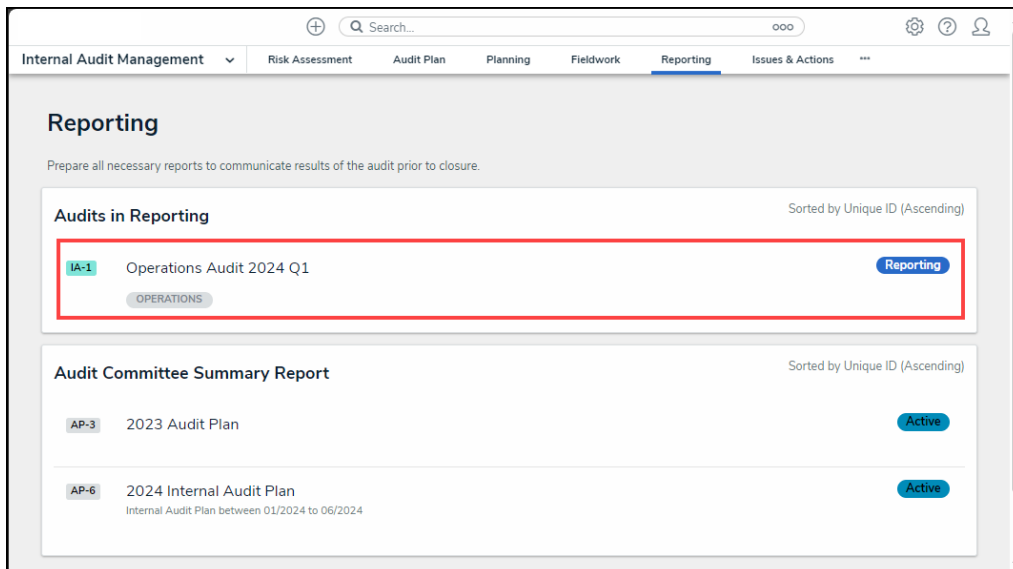 Search...
ooo
Internal Audit Management
Risk Assessment
Audit Plan
Planning
Fieldwork
Reporting
Issues & Actions
Reporting
Prepare all necessary reports to communicate results of the audit prior to closure.
Audits in Reporting
Sorted by Unique ID (Ascending)
IA-1
Operations Audit 2024 Q1
Reporting
OPERATIONS
Audit Committee Summary Report
Sorted by Unique ID (Ascending)
AP-3
2023 Audit Plan
Active
AP-6
2024 Internal Audit Plan
Active
Internal Audit Plan between 01/2024 to 06/2024